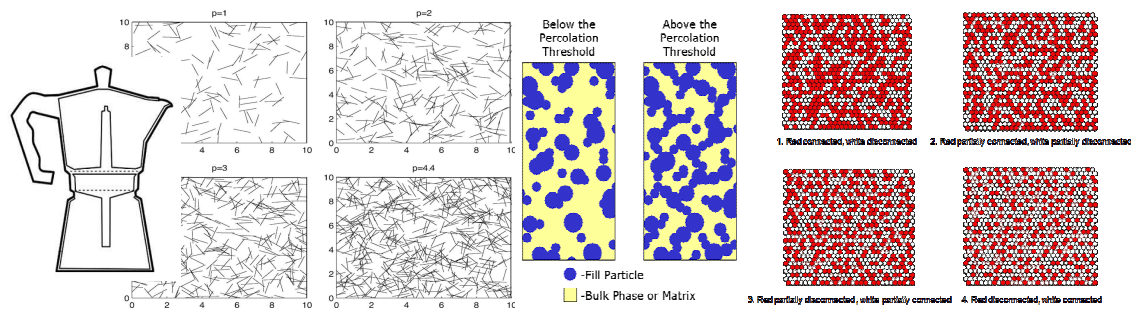 p=1
10
8
4
6
8
10
p=2
10
8
6
4
2
0
0
2
4
6
8
10
p=3
0
0
2
4
6
8
10
p=4,4
10
8
6
4
2
0
0
2
4
6
8
10
Below the
Percolation
Threshold
Above the
Percolation
Threshold
-Fill Particle
-Bulk Phase or Matrix
1. Red connected, white disconnected
2. Red partially connected, white partially disconnected
3. Red partially disconnected, white partially connected
4. Red disconnected, white connected